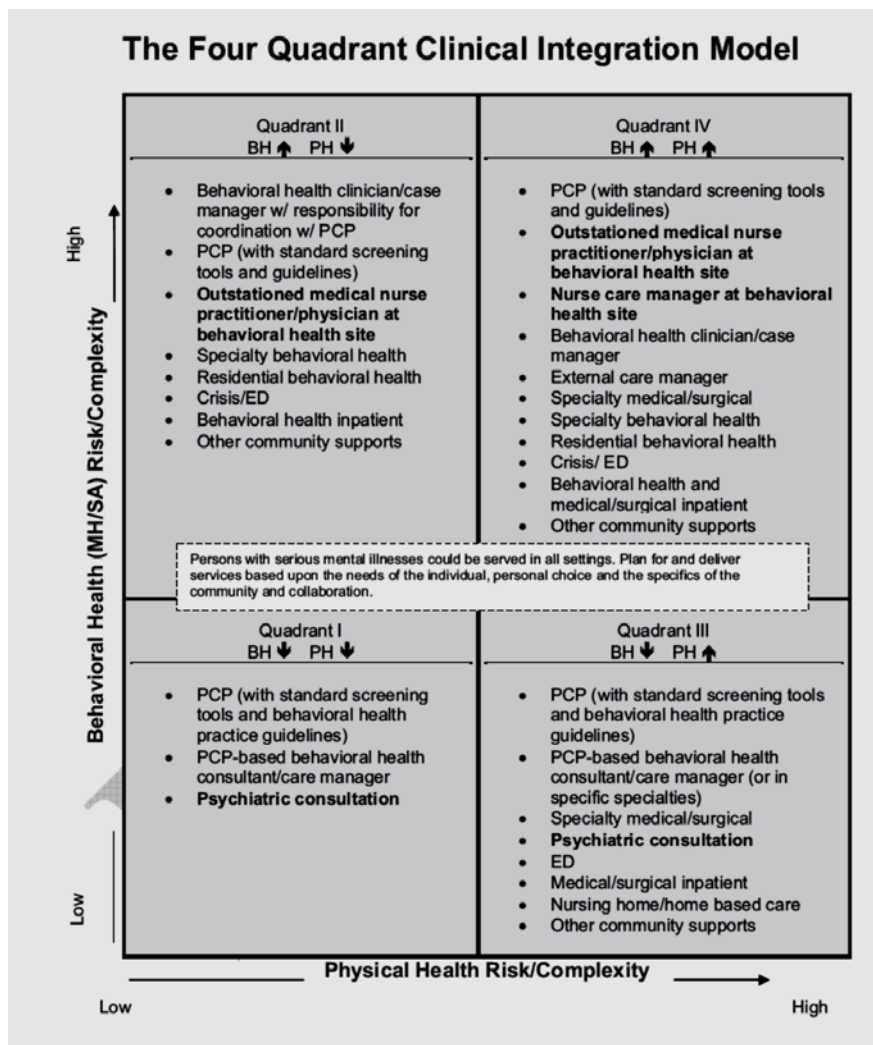 The Four Quadrant Clinical Integration Model
Quadrant II
BH ↑ PH ↓
• Behavioral health clinician/case
manager w/ responsibility for
coordination w/ PCP
• PCP (with standard screening
tools and guidelines)
• Outstationed medical nurse
practitioner/physician at
behavioral health site
• Specialty behavioral health
• Residential behavioral health
• Crisis/ED
• Behavioral health inpatient
• Other community supports
Quadrant IV
BH ↑ PH ↑
• PCP (with standard screening tools
and guidelines)
• Outstationed medical nurse
practitioner/physician at
behavioral health site
• Nurse care manager at behavioral
health site
• Behavioral health clinician/case
manager
• External care manager
• Specialty medical/surgical
• Specialty behavioral health
• Residential behavioral health
• Crisis/ ED
• Behavioral health and
medical/surgical inpatient
• Other community supports
Persons with serious mental illnesses could be served in all settings. Plan for and deliver
services based upon the needs of the individual, personal choice and the specifics of the
community and collaboration.
Quadrant I
BH ↓ PH ↓
• PCP (with standard screening
tools and behavioral health
practice guidelines)
• PCP-based behavioral health
consultant/care manager
• Psychiatric consultation
Quadrant III
BH ↓ PH ↑
• PCP (with standard screening tools
and behavioral health practice
guidelines)
• PCP-based behavioral health
consultant/care manager (or in
specific specialties)
• Specialty medical/surgical
• Psychiatric consultation
• ED
• Medical/surgical inpatient
• Nursing home/home based care
• Other community supports
High
Behavioral Health (MH/SA) Risk/Complexity
Low
Physical Health Risk/Complexity
Low
High